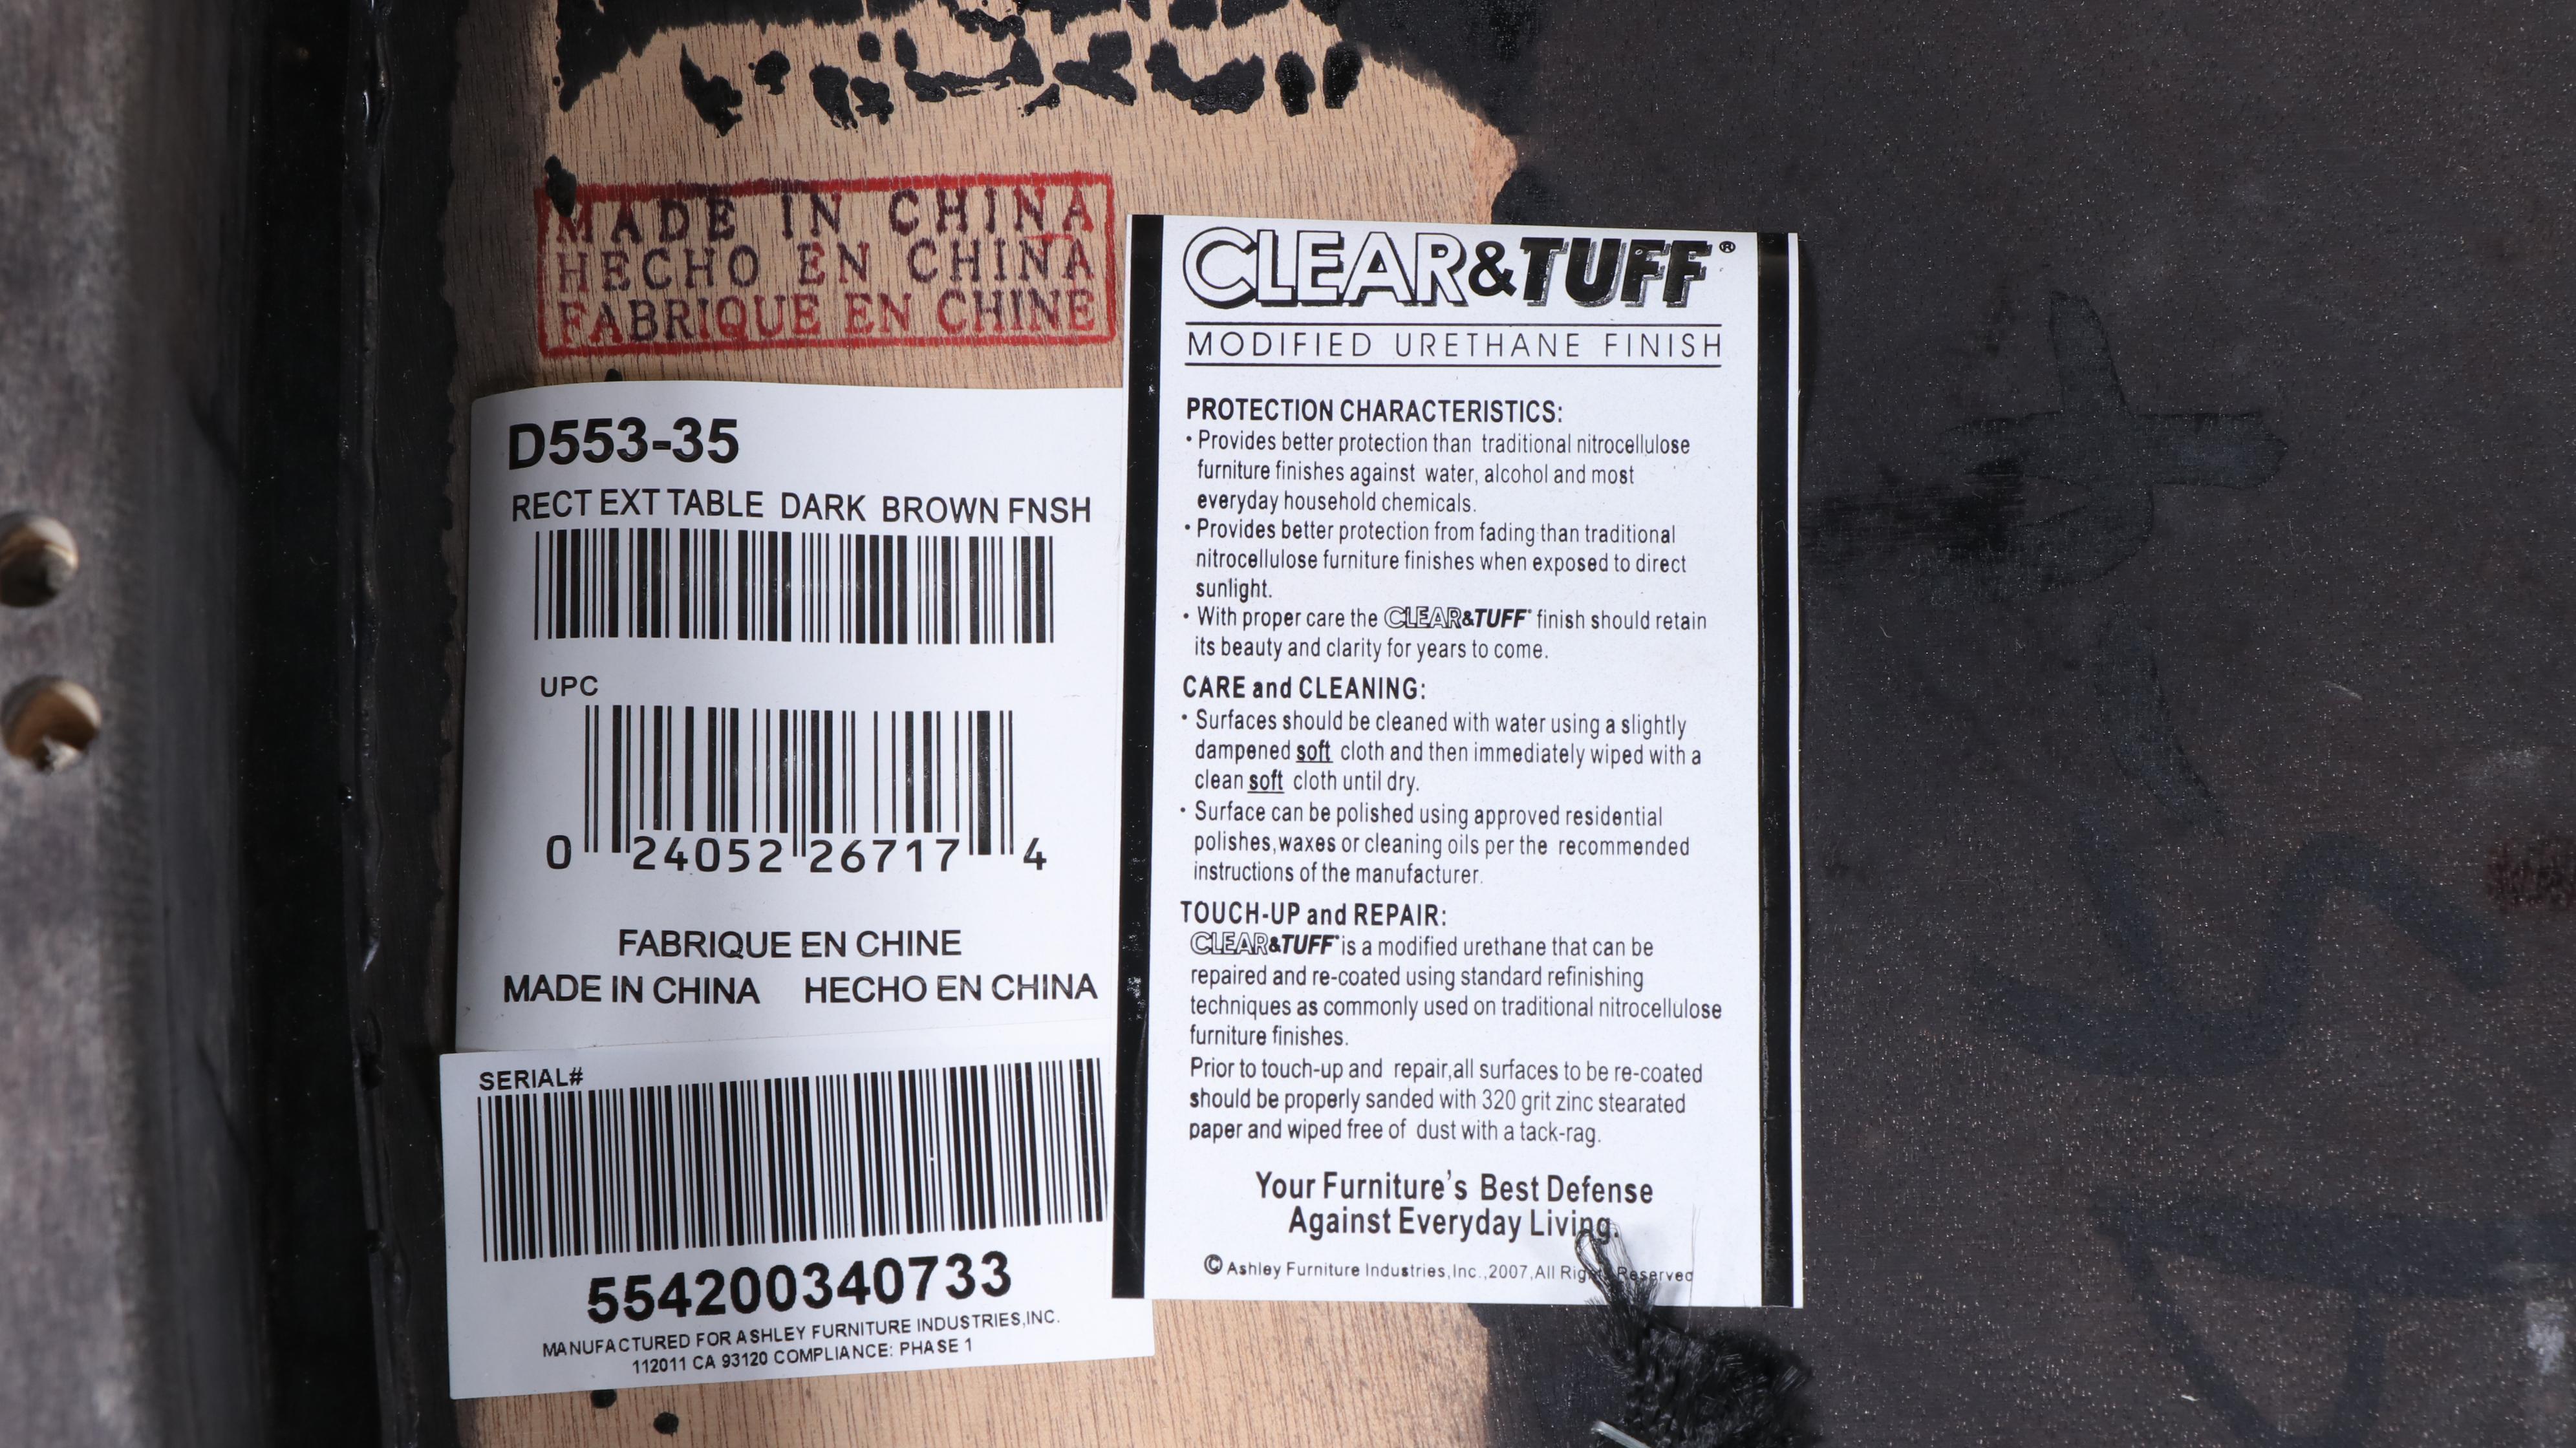 MADE IN CHINA
HECHO EN CHINA
FABRIQUE EN CHINE
D553-35
RECT EXT TABLE DARK BROWN FNSH
UPC
0 24052 26717 4
FABRIQUE EN CHINE
MADE IN CHINA HECHO EN CHINA
SERIAL#
554200340733
MANUFACTURED FOR ASHLEY FURNITURE INDUSTRIES,INC.
112011 CA 93120 COMPLIANCE: PHASE 1
CLEAR&TUFF®
MODIFIED URETHANE FINISH
PROTECTION CHARACTERISTICS:
• Provides better protection than traditional nitrocellulose
furniture finishes against water, alcohol and most
everyday household chemicals.
• Provides better protection from fading than traditional
nitrocellulose furniture finishes when exposed to direct
sunlight.
• With proper care the CLEAR&TUFF® finish should retain
its beauty and clarity for years to come.
CARE and CLEANING:
• Surfaces should be cleaned with water using a slightly
dampened soft cloth and then immediately wiped with a
clean soft cloth until dry.
• Surface can be polished using approved residential
polishes,waxes or cleaning oils per the recommended
instructions of the manufacturer.
TOUCH-UP and REPAIR:
CLEAR&TUFF® is a modified urethane that can be
repaired and re-coated using standard refinishing
techniques as commonly used on traditional nitrocellulose
furniture finishes.
Prior to touch-up and repair,all surfaces to be re-coated
should be properly sanded with 320 grit zinc stearated
paper and wiped free of dust with a tack-rag.
Your Furniture's Best Defense
Against Everyday Living.
© Ashley Furniture Industries,Inc.,2007,All Rights Reserved